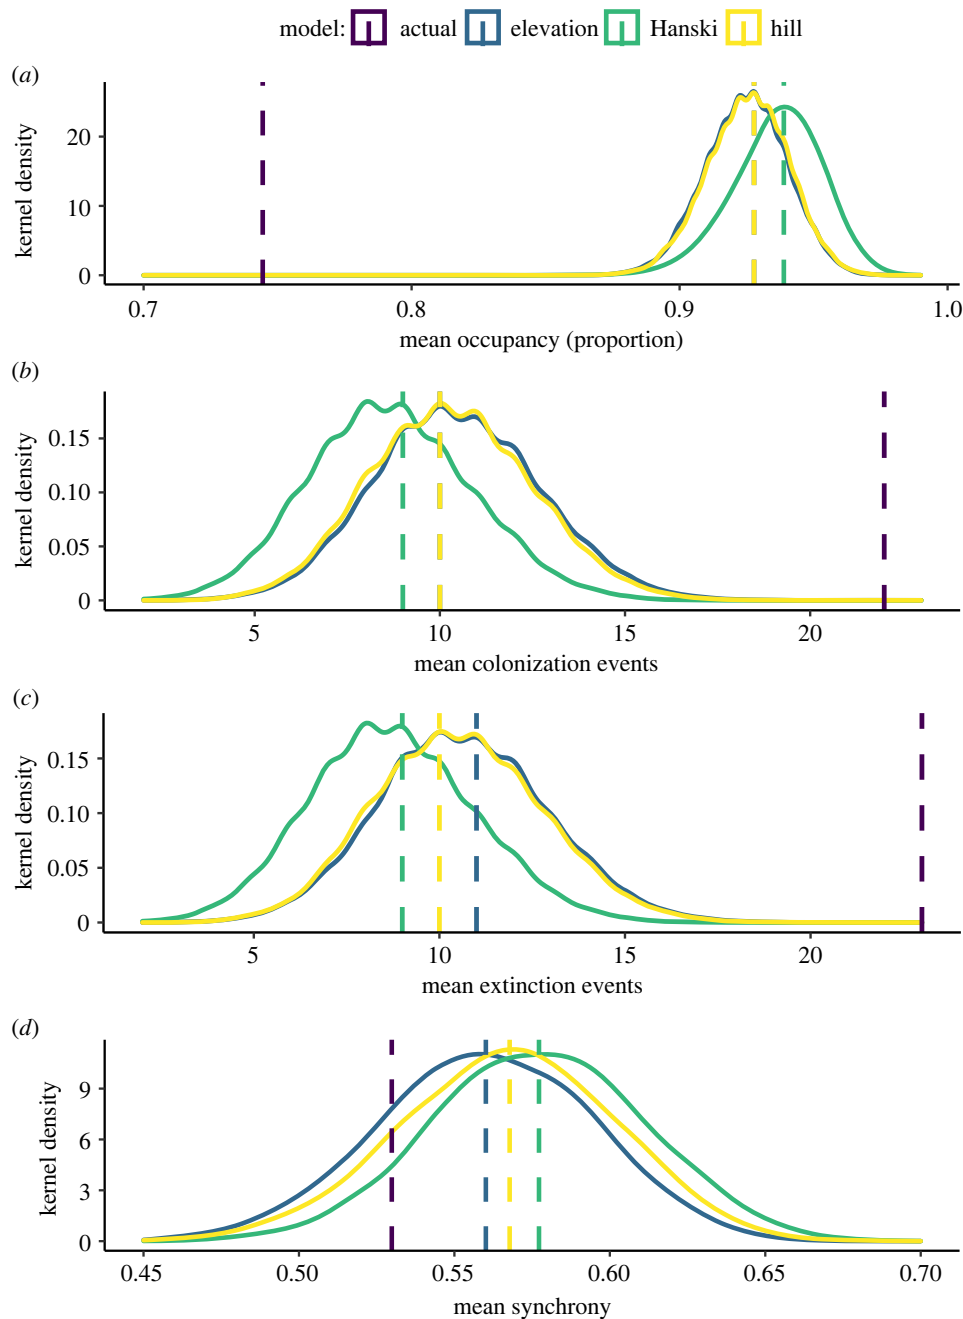 model: actual elevation Hanski hill
(a)
kernel density
20
10
0
0.7 0.8 0.9 1.0
mean occupancy (proportion)
(b)
kernel density
0.15
0.10
0.05
0
5 10 15 20
mean colonization events
(c)
kernel density
0.15
0.10
0.05
0
5 10 15 20
mean extinction events
(d)
kernel density
9
6
3
0
0.45 0.50 0.55 0.60 0.65 0.70
mean synchrony